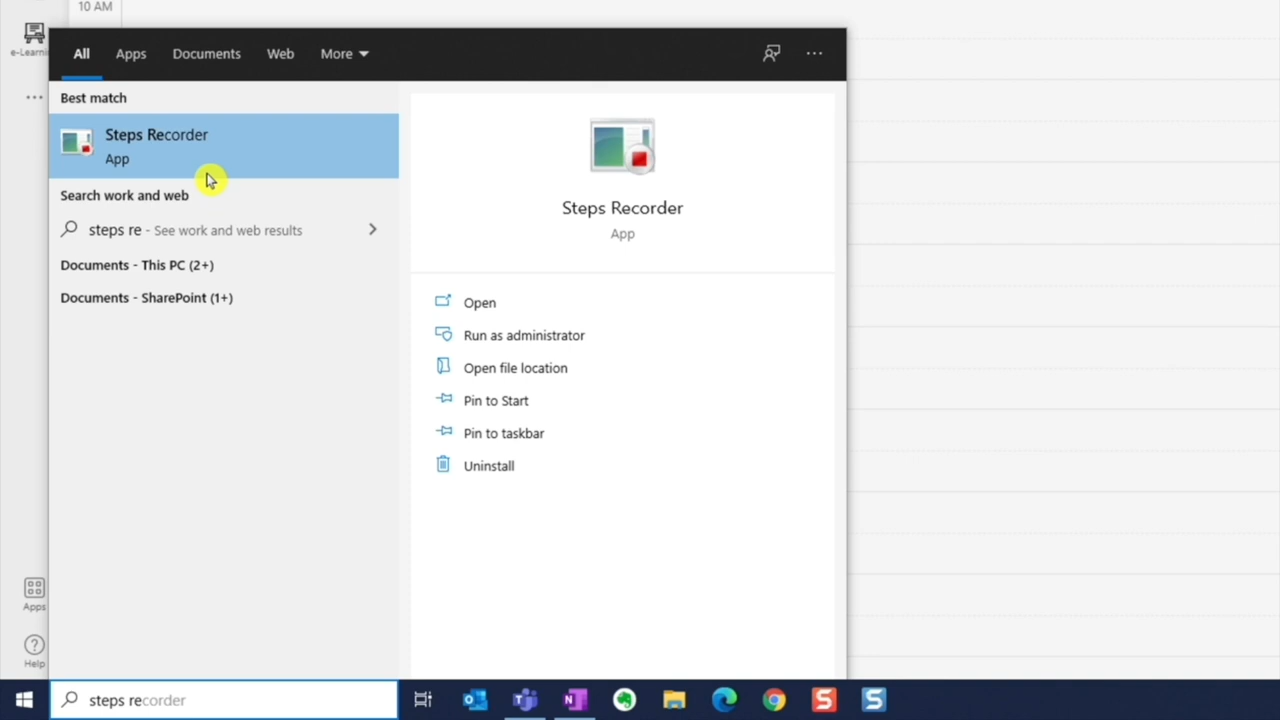 10 AM
e-Learni
All Apps Documents Web More
Best match
Steps Recorder
App
Search work and web
steps re - See work and web results
Documents - This PC (2+)
Documents - SharePoint (1+)
Steps Recorder
App
Open
Run as administrator
Open file location
Pin to Start
Pin to taskbar
Uninstall
Apps
Help
steps recorder